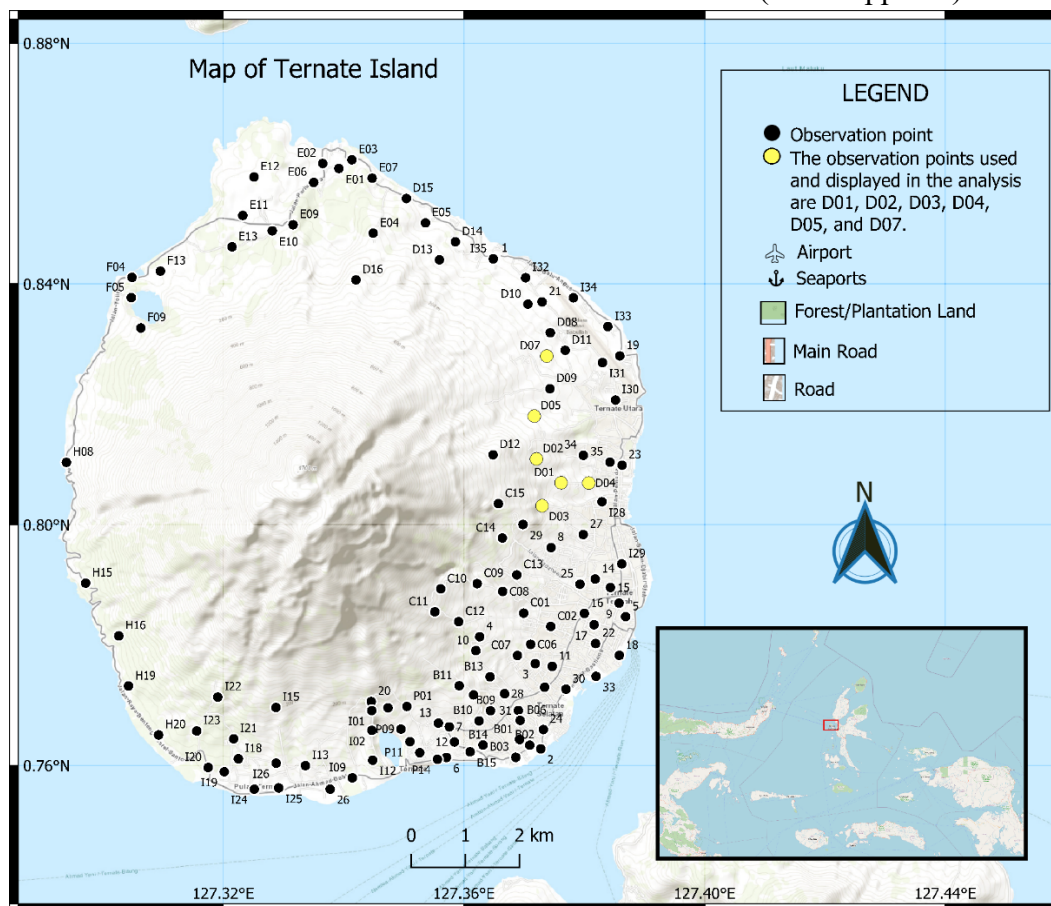 0.88°N
Map of Ternate Island
LEGEND
Observation point
The observation points used
and displayed in the analysis
are D01, D02, D03, D04,
D05, and D07.
Airport
Seaports
Forest/Plantation Land
Main Road
Road
E03
E02
E12
E06
E01
E07
D15
E11
E09
E05
E04
D14
E13
E10
D13
I35
1
F04
F13
D16
I32
0.84°N
F05
D10
21
I34
F09
D08
I33
D07
D11
19
I31
D09
I30
D05
Ternate Utara
D12
D02
34
35
23
H08
D01
D04
C15
D03
I28
0.80°N
C14
29
8
27
C13
I29
C10
C09
25
14
15
H15
C08
C11
C01
16
9
5
C12
C02
H16
4
17
22
10
C07
C06
18
B13
3
11
H19
I22
B11
30
33
I15
20
P01
B09
28
Ternate
Selatan
I23
I01
13
B10
31
B06
24
H20
I21
P09
7
B01
I02
B14
B02
I18
I13
P11
12
B03
I20
I26
I09
I12
P14
6
B15
2
0.76°N
I19
I24
I25
26
N
0 1 2 km
127.32°E
127.36°E
127.40°E
127.44°E